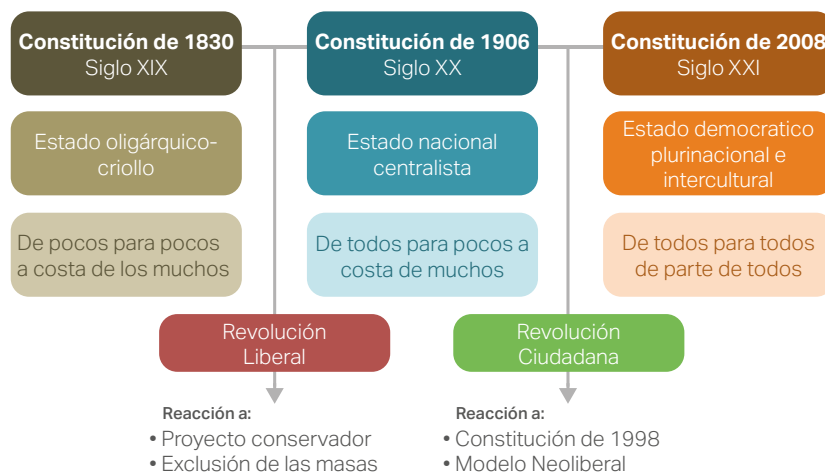 Constitución de 1830
Siglo XIX
Constitución de 1906
Siglo XX
Constitución de 2008
Siglo XXI
Estado oligárquico-
criollo
Estado nacional
centralista
Estado democratico
plurinacional e
intercultural
De pocos para pocos
a costa de los muchos
De todos para pocos a
costa de muchos
De todos para todos
de parte de todos
Revolución
Liberal
Revolución
Ciudadana
Reacción a:
• Proyecto conservador
• Exclusión de las masas
Reacción a:
• Constitución de 1998
• Modelo Neoliberal